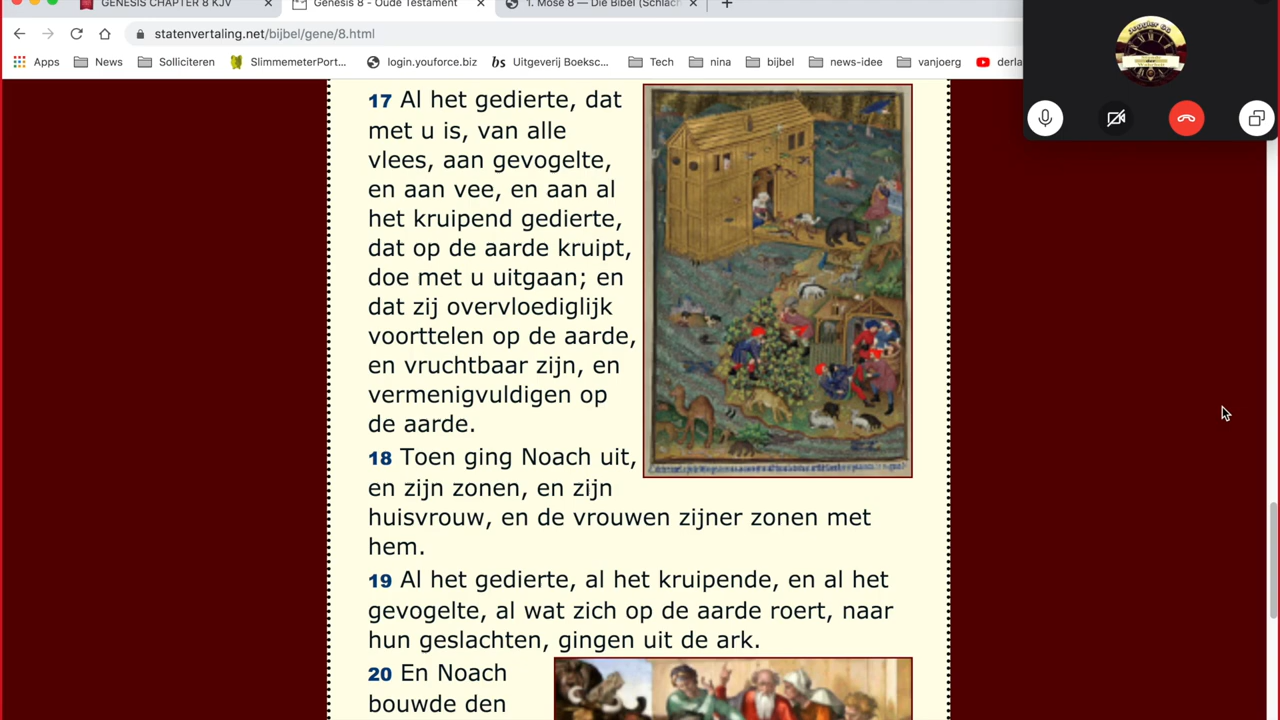 GENESIS CHAPTER 8 KJV
Genesis 8 - Oude Testament
1. Mose 8 — Die Bibel (Schlach
statenvertaling.net/bijbel/gene/8.html
Apps News Solliciteren SlimmemeterPort... login.youforce.biz Uitgeverij Boeksc... Tech nina bijbel news-idee vanjoerg derla
17 Al het gedierte, dat
met u is, van alle
vlees, aan gevogelte,
en aan vee, en aan al
het kruipend gedierte,
dat op de aarde kruipt,
doe met u uitgaan; en
dat zij overvloediglijk
voorttelen op de aarde,
en vruchtbaar zijn, en
vermenigvuldigen op
de aarde.
18 Toen ging Noach uit,
en zijn zonen, en zijn
huisvrouw, en de vrouwen zijner zonen met
hem.
19 Al het gedierte, al het kruipende, en al het
gevogelte, al wat zich op de aarde roert, naar
hun geslachten, gingen uit de ark.
20 En Noach
bouwde den